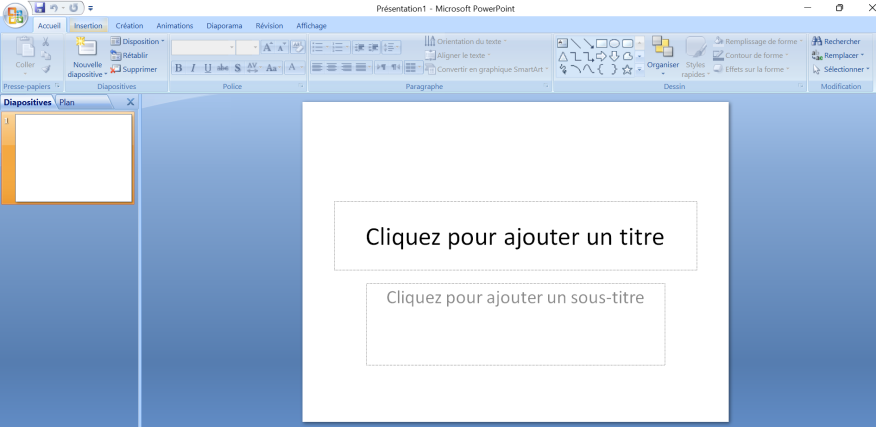 Présentation1 - Microsoft PowerPoint
Accueil Insertion Création Animations Diaporama Révision Affichage
Coller
Nouvelle diapositive
Disposition
Rétablir
Supprimer
G I S abc S AV Aa A
Orientation du texte
Aligner le texte
Convertir en graphique SmartArt
Organiser
Styles rapides
Remplissage de forme
Contour de forme
Effets sur la forme
Rechercher
Remplacer
Sélectionner
Presse-papiers Diapositives Police Paragraphe Dessin Modification
Diapositives Plan X
1
Cliquez pour ajouter un titre
Cliquez pour ajouter un sous-titre